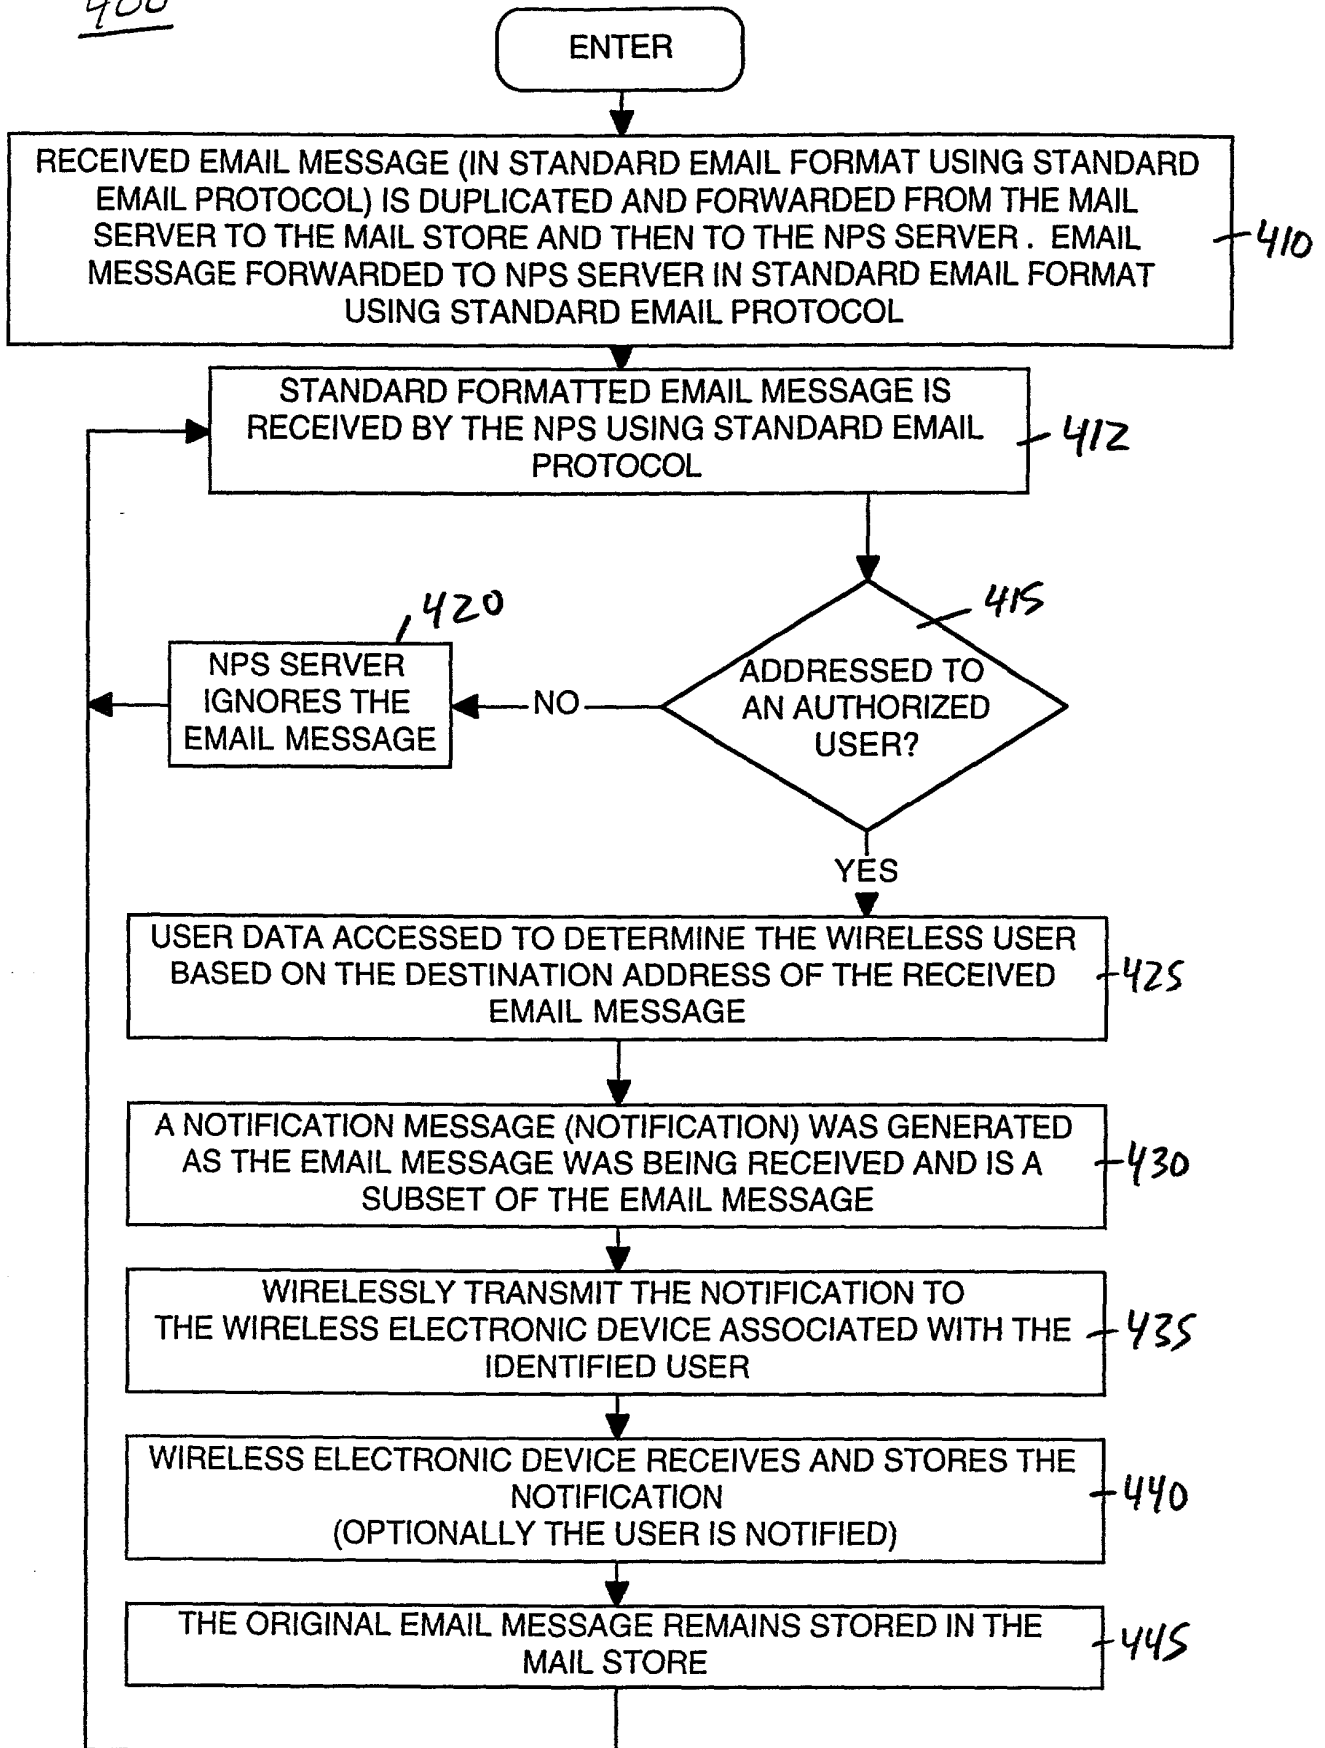 400
ENTER
RECEIVED EMAIL MESSAGE (IN STANDARD EMAIL FORMAT USING STANDARD
EMAIL PROTOCOL) IS DUPLICATED AND FORWARDED FROM THE MAIL
SERVER TO THE MAIL STORE AND THEN TO THE NPS SERVER. EMAIL
MESSAGE FORWARDED TO NPS SERVER IN STANDARD EMAIL FORMAT
USING STANDARD EMAIL PROTOCOL
410
STANDARD FORMATTED EMAIL MESSAGE IS
RECEIVED BY THE NPS USING STANDARD EMAIL
PROTOCOL
412
415
ADDRESSED TO
AN AUTHORIZED
USER?
NO
420
NPS SERVER
IGNORES THE
EMAIL MESSAGE
YES
USER DATA ACCESSED TO DETERMINE THE WIRELESS USER
BASED ON THE DESTINATION ADDRESS OF THE RECEIVED
EMAIL MESSAGE
425
A NOTIFICATION MESSAGE (NOTIFICATION) WAS GENERATED
AS THE EMAIL MESSAGE WAS BEING RECEIVED AND IS A
SUBSET OF THE EMAIL MESSAGE
430
WIRELESSLY TRANSMIT THE NOTIFICATION TO
THE WIRELESS ELECTRONIC DEVICE ASSOCIATED WITH THE
IDENTIFIED USER
435
WIRELESS ELECTRONIC DEVICE RECEIVES AND STORES THE
NOTIFICATION
(OPTIONALLY THE USER IS NOTIFIED)
440
THE ORIGINAL EMAIL MESSAGE REMAINS STORED IN THE
MAIL STORE
445